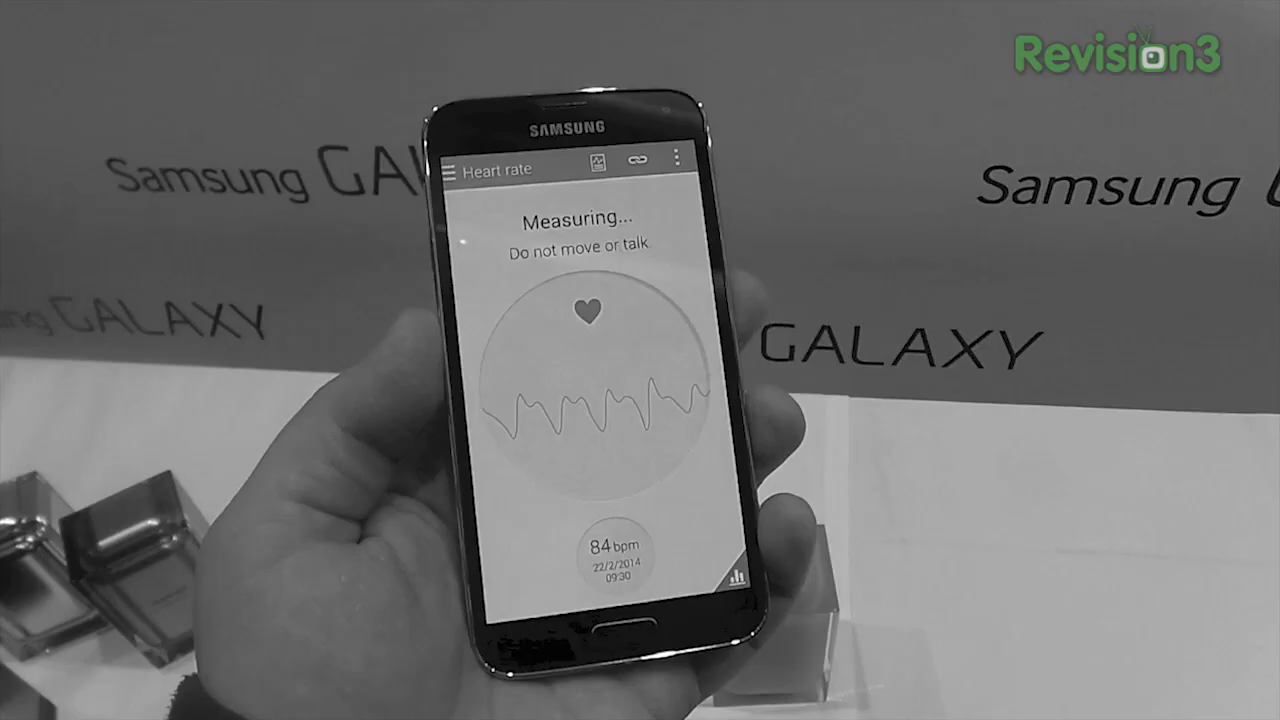 Revision3
SAMSUNG
Samsung GA
Samsung
Heart rate
Measuring...
Do not move or talk.
GALAXY
GALAXY
84 bpm
22/2/2014
09:30